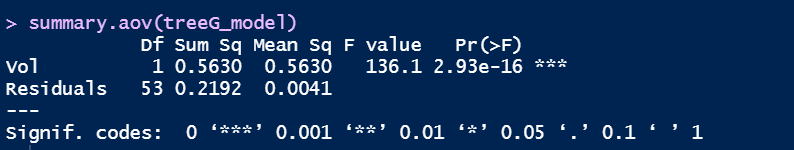 > summary.aov(treeG_model)
            Df Sum Sq Mean Sq F value   Pr(>F)    
Vol          1 0.5630  0.5630   136.1 2.93e-16 ***
Residuals   53 0.2192  0.0041                     
---
Signif. codes:  0 ‘***’ 0.001 ‘**’ 0.01 ‘*’ 0.05 ‘.’ 0.1 ‘ ’ 1